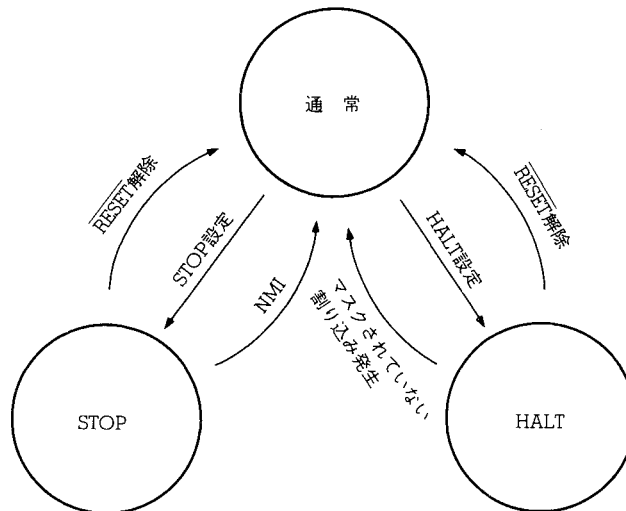 通 常
RESET解除
STOP設定
NMI
マスクされていない
割り込み発生
HALT設定
RESET解除
STOP
HALT